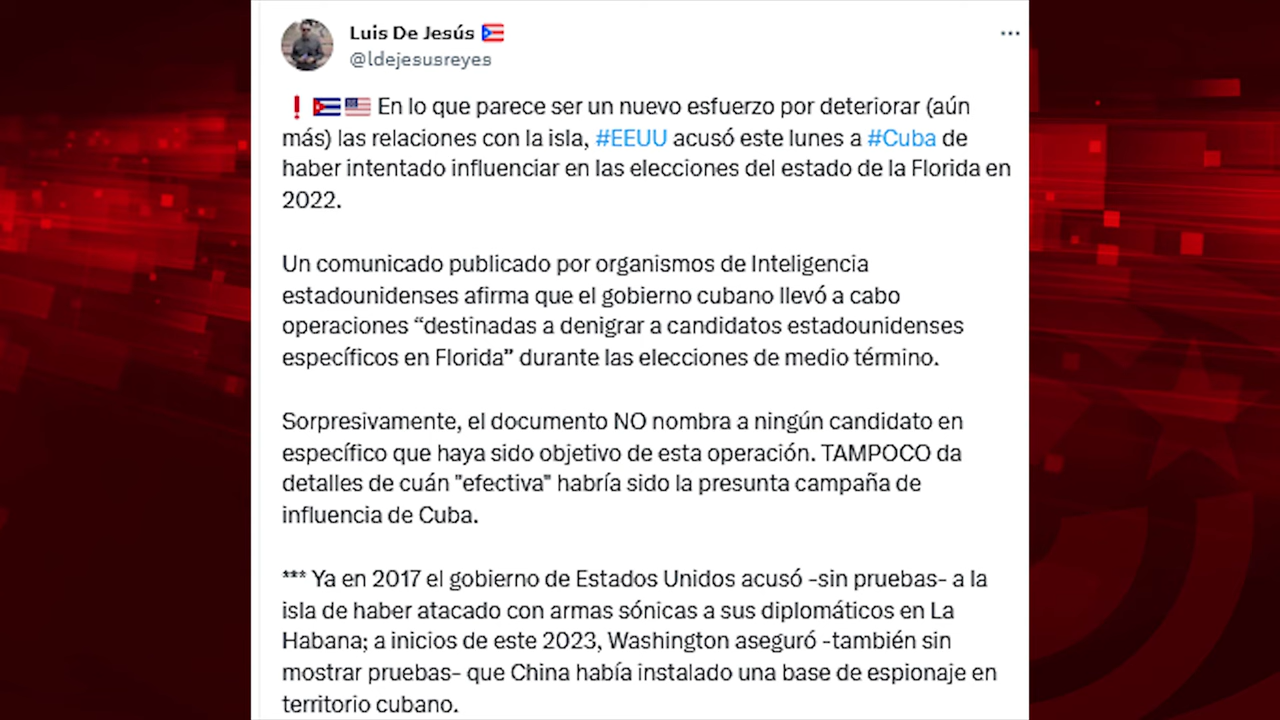 Luis De Jesús 🇵🇷
@ldejesusreyes
❗🇨🇺🇺🇸 En lo que parece ser un nuevo esfuerzo por deteriorar (aún
más) las relaciones con la isla, #EEUU acusó este lunes a #Cuba de
haber intentado influenciar en las elecciones del estado de la Florida en
2022.
Un comunicado publicado por organismos de Inteligencia
estadounidenses afirma que el gobierno cubano llevó a cabo
operaciones “destinadas a denigrar a candidatos estadounidenses
específicos en Florida” durante las elecciones de medio término.
Sorpresivamente, el documento NO nombra a ningún candidato en
específico que haya sido objetivo de esta operación. TAMPOCO da
detalles de cuán "efectiva" habría sido la presunta campaña de
influencia de Cuba.
*** Ya en 2017 el gobierno de Estados Unidos acusó -sin pruebas- a la
isla de haber atacado con armas sónicas a sus diplomáticos en La
Habana; a inicios de este 2023, Washington aseguró -también sin
mostrar pruebas- que China había instalado una base de espionaje en
territorio cubano.